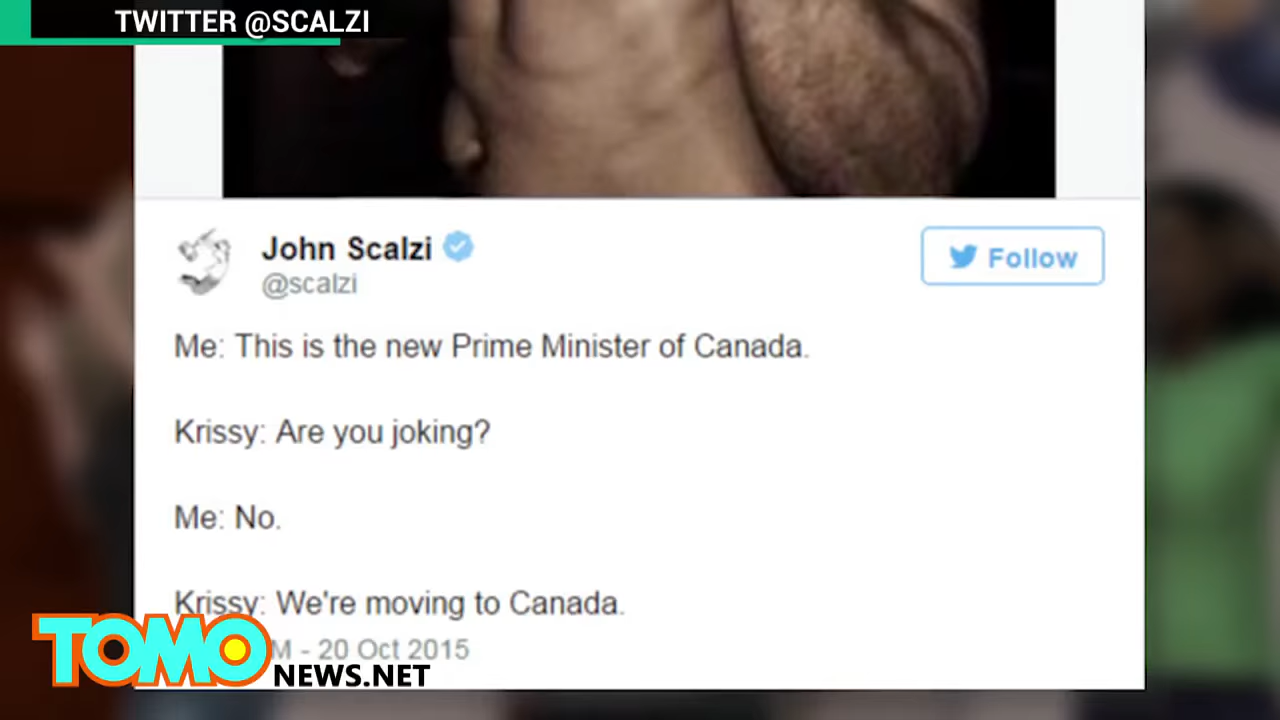 TWITTER @SCALZI
John Scalzi
@scalzi
Follow
Me: This is the new Prime Minister of Canada.
Krissy: Are you joking?
Me: No.
Krissy: We're moving to Canada.
M - 20 Oct 2015
TOMO
NEWS.NET